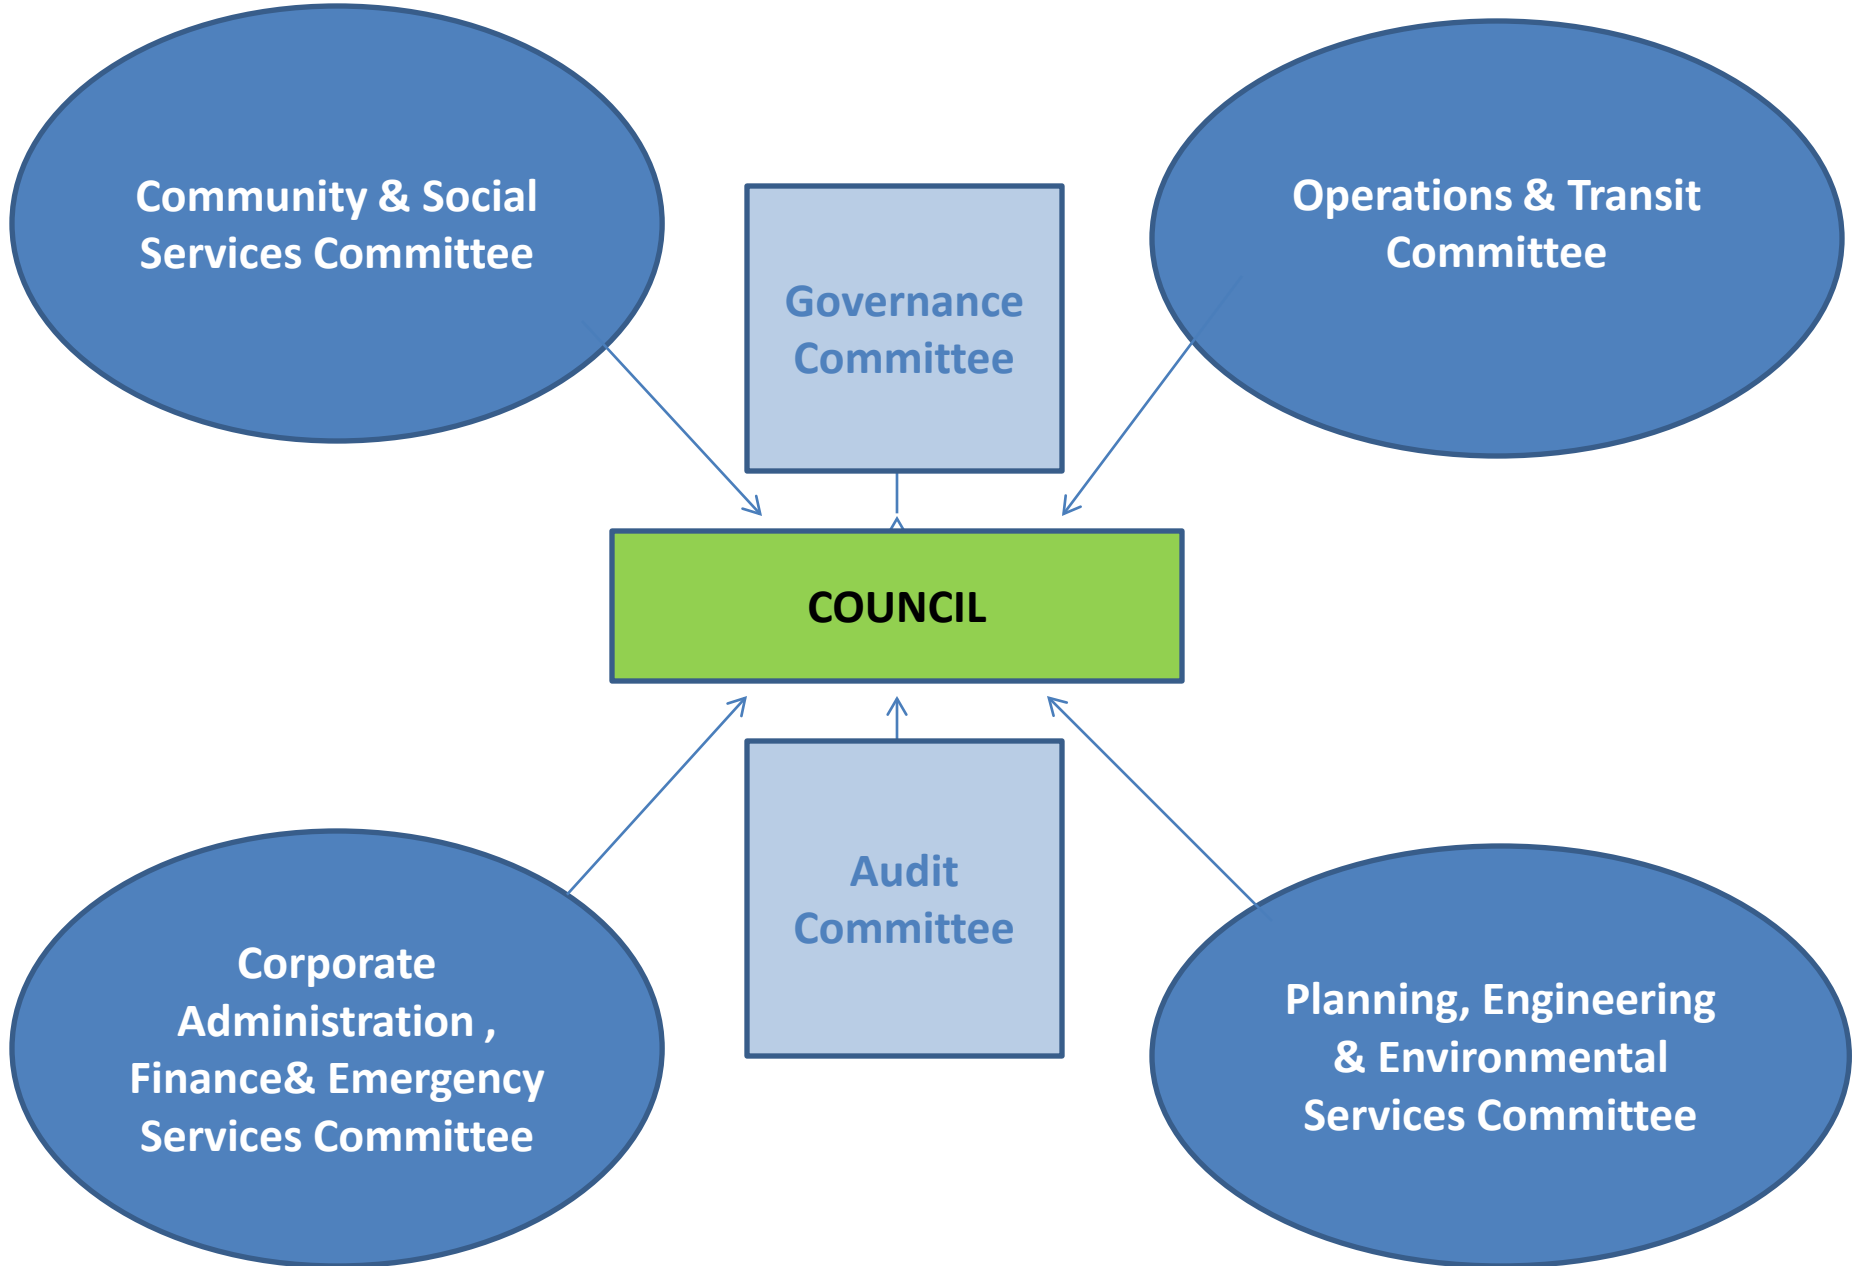 Community & Social
Services Committee
Operations & Transit
Committee
Governance
Committee
COUNCIL
Audit
Committee
Corporate
Administration ,
Finance& Emergency
Services Committee
Planning, Engineering
& Environmental
Services Committee